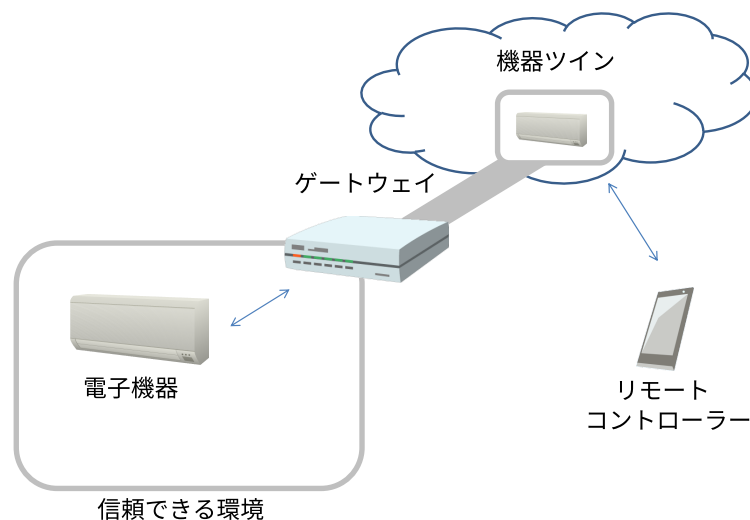 機器ツイン
ゲートウェイ
電子機器
リモート
コントローラー
信頼できる環境